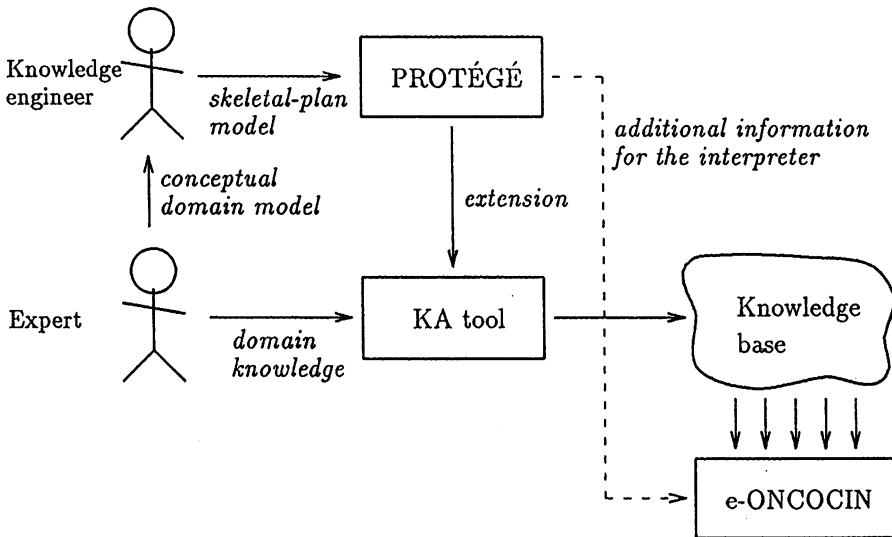 Knowledge
engineer
skeletal-plan
model
PROTÉGÉ
additional information
for the interpreter
conceptual
domain model
extension
Expert
domain
knowledge
KA tool
Knowledge
base
e-ONCOCIN